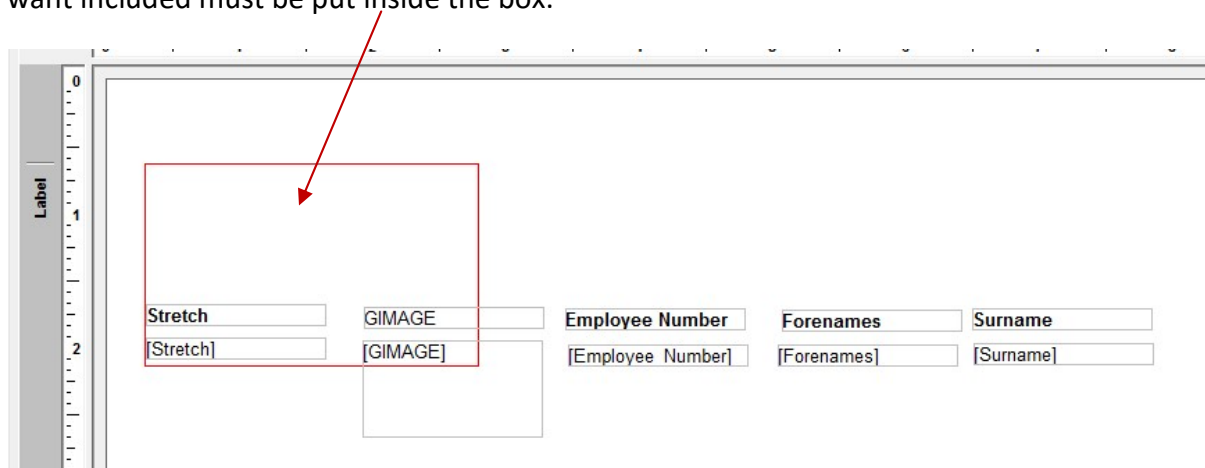 want included must be put inside the box.
0
Label
1
Stretch GIMAGE Employee Number Forenames Surname
2 [Stretch] [GIMAGE] [Employee Number] [Forenames] [Surname]